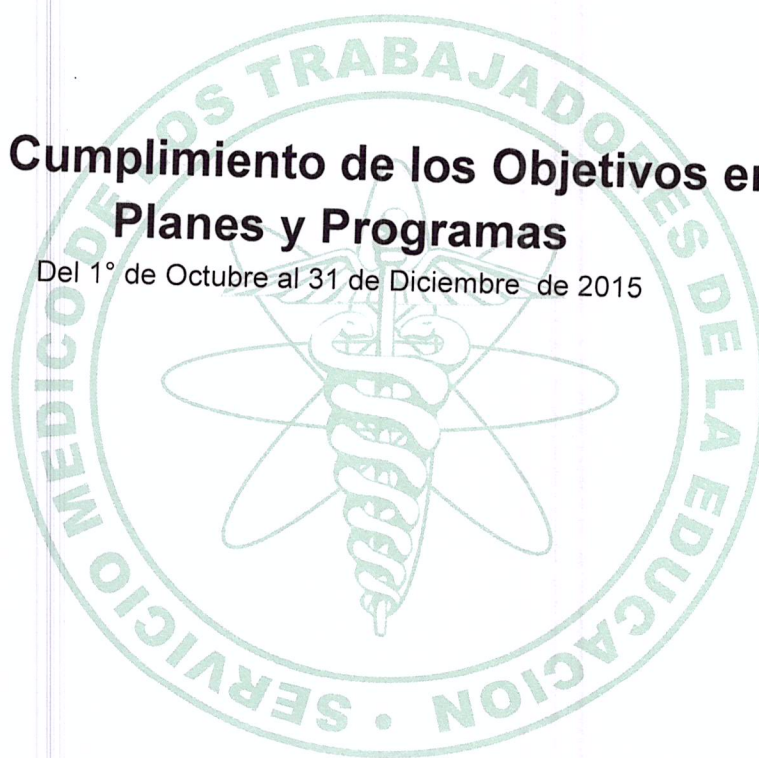 Cumplimiento de los Objetivos en
Planes y Programas
Del 1° de Octubre al 31 de Diciembre de 2015
SERVICIO MEDICO DE LOS TRABAJADORES DE LA EDUCACION •